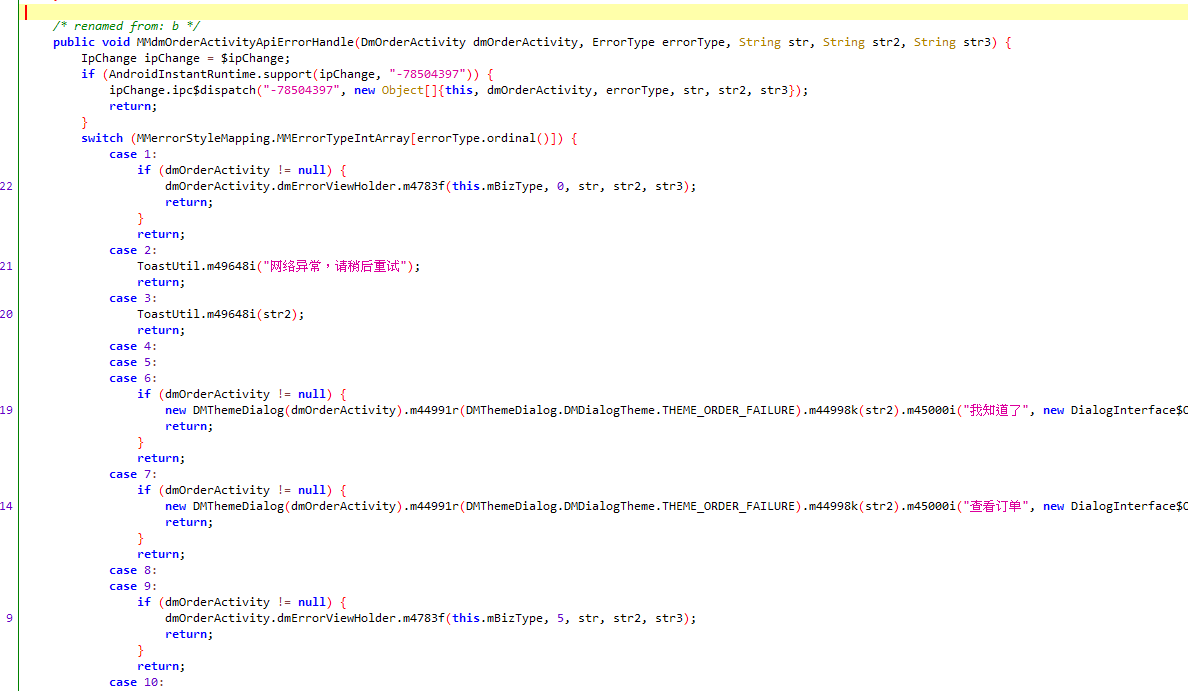 /* renamed from: b */
public void MMdmOrderActivityApiErrorHandle(DmOrderActivity dmOrderActivity, ErrorType errorType, String str, String str2, String str3) {
IpChange ipChange = $ipChange;
if (AndroidInstantRuntime.support(ipChange, "-78504397")) {
ipChange.ipc$dispatch("-78504397", new Object[]{this, dmOrderActivity, errorType, str, str2, str3});
return;
}
switch (MMerrorStyleMapping.MMErrorTypeIntArray[errorType.ordinal()]) {
case 1:
if (dmOrderActivity != null) {
22 dmOrderActivity.dmErrorViewHolder.m4783f(this.mBizType, 0, str, str2, str3);
return;
}
return;
case 2:
21 ToastUtil.m49648i("网络异常，请稍后重试");
return;
case 3:
20 ToastUtil.m49648i(str2);
return;
case 4:
case 5:
case 6:
if (dmOrderActivity != null) {
19 new DMThemeDialog(dmOrderActivity).m44991r(DMThemeDialog.DMDialogTheme.THEME_ORDER_FAILURE).m44998k(str2).m45000i("我知道了", new DialogInterface$
return;
}
return;
case 7:
if (dmOrderActivity != null) {
14 new DMThemeDialog(dmOrderActivity).m44991r(DMThemeDialog.DMDialogTheme.THEME_ORDER_FAILURE).m44998k(str2).m45000i("查看订单", new DialogInterface$
return;
}
return;
case 8:
case 9:
if (dmOrderActivity != null) {
9 dmOrderActivity.dmErrorViewHolder.m4783f(this.mBizType, 5, str, str2, str3);
return;
}
return;
case 10: